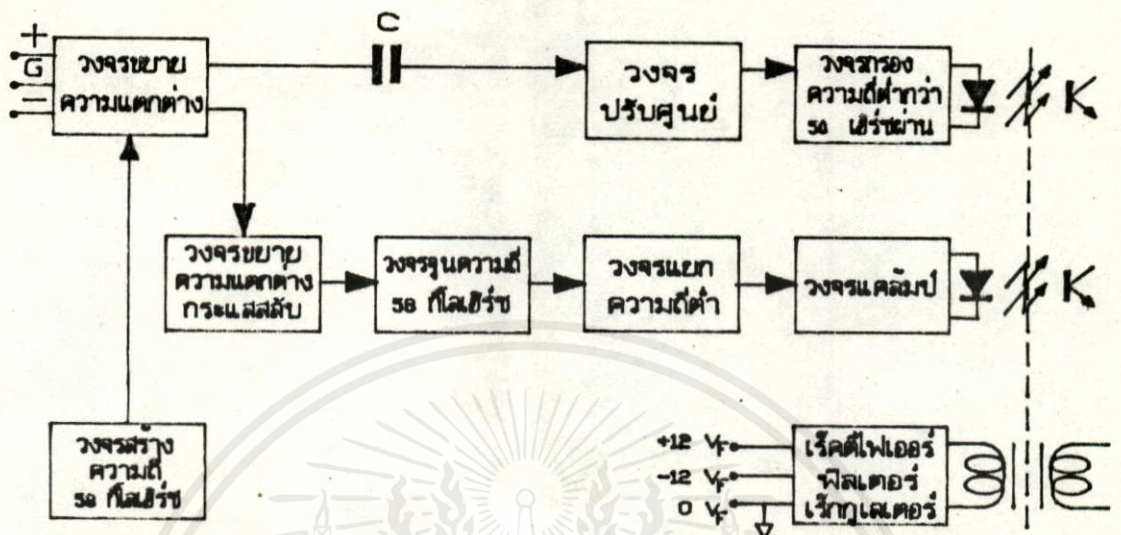 +
G
−
วงจรขยาย
ความแตกต่าง
C
วงจร
ปรับศูนย์
วงจรกรอง
ความถี่ต่ำกว่า
50 เฮิร์ซผ่าน
วงจรขยาย
ความแตกต่าง
กระแสสลับ
วงจรจูนความถี่
50 กิโลเฮิร์ซ
วงจรแยก
ความถี่ต่ำ
วงจรแคล้มป์
วงจรสร้าง
ความถี่
50 กิโลเฮิร์ซ
+12 VF
-12 VF
0 VF
เร็คติไฟเออร์
ฟิลเตอร์
เร็กกูเลเตอร์